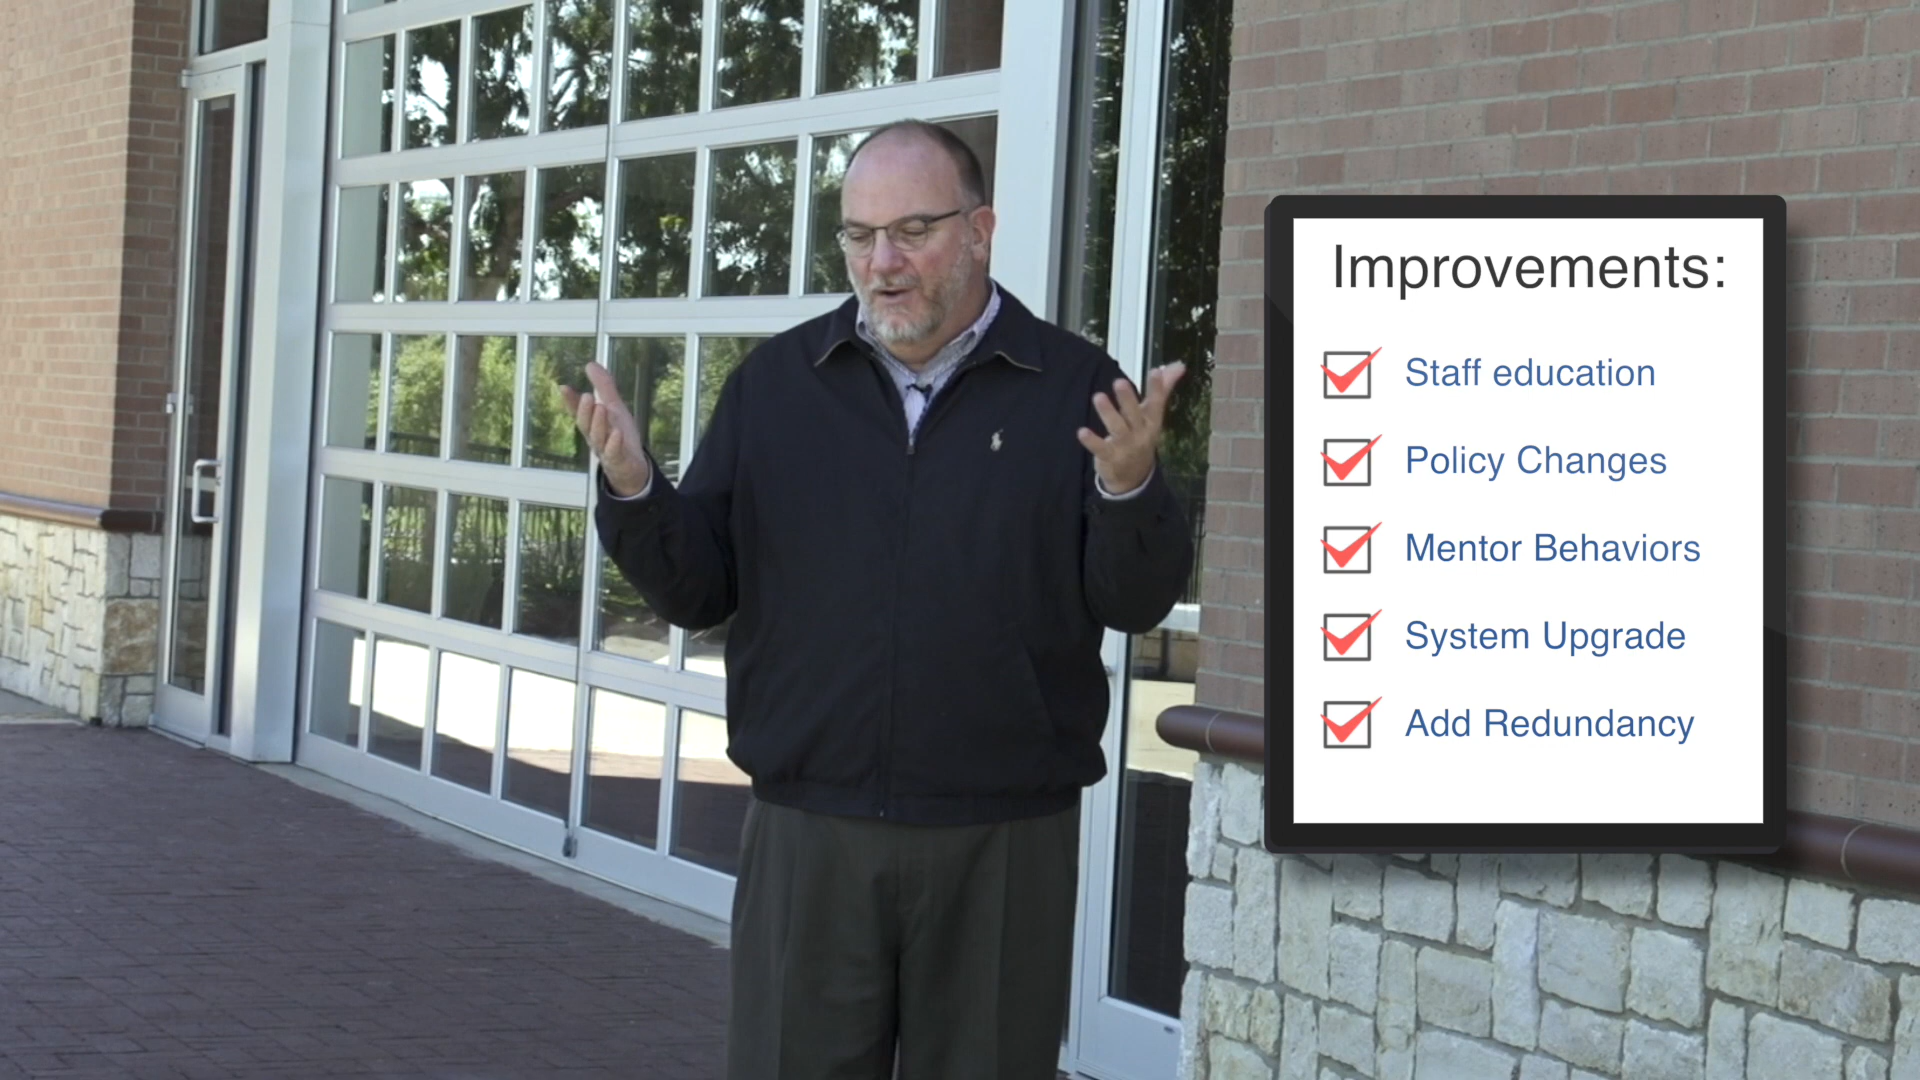 Improvements:
Staff education
Policy Changes
Mentor Behaviors
System Upgrade
Add Redundancy